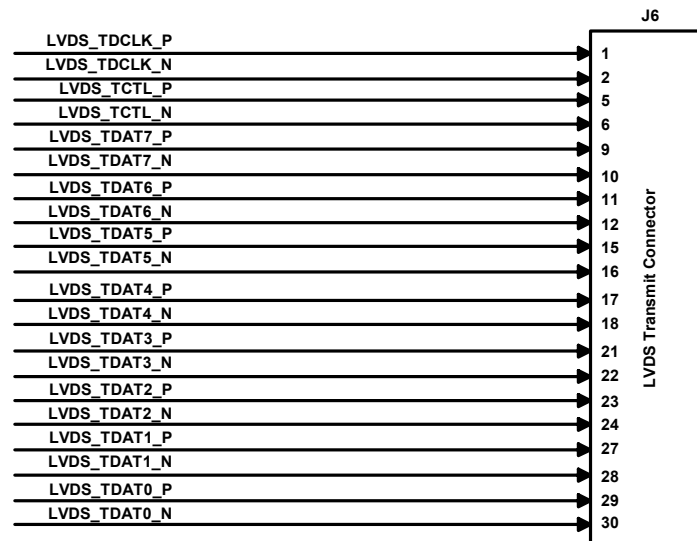 J6
LVDS_TDCLK_P
1
LVDS_TDCLK_N
2
LVDS_TCTL_P
5
LVDS_TCTL_N
6
LVDS_TDAT7_P
9
LVDS_TDAT7_N
10
LVDS_TDAT6_P
11
LVDS_TDAT6_N
12
LVDS_TDAT5_P
15
LVDS_TDAT5_N
16
LVDS_TDAT4_P
17
LVDS_TDAT4_N
18
LVDS_TDAT3_P
21
LVDS_TDAT3_N
22
LVDS_TDAT2_P
23
LVDS_TDAT2_N
24
LVDS_TDAT1_P
27
LVDS_TDAT1_N
28
LVDS_TDAT0_P
29
LVDS_TDAT0_N
30
LVDS Transmit Connector